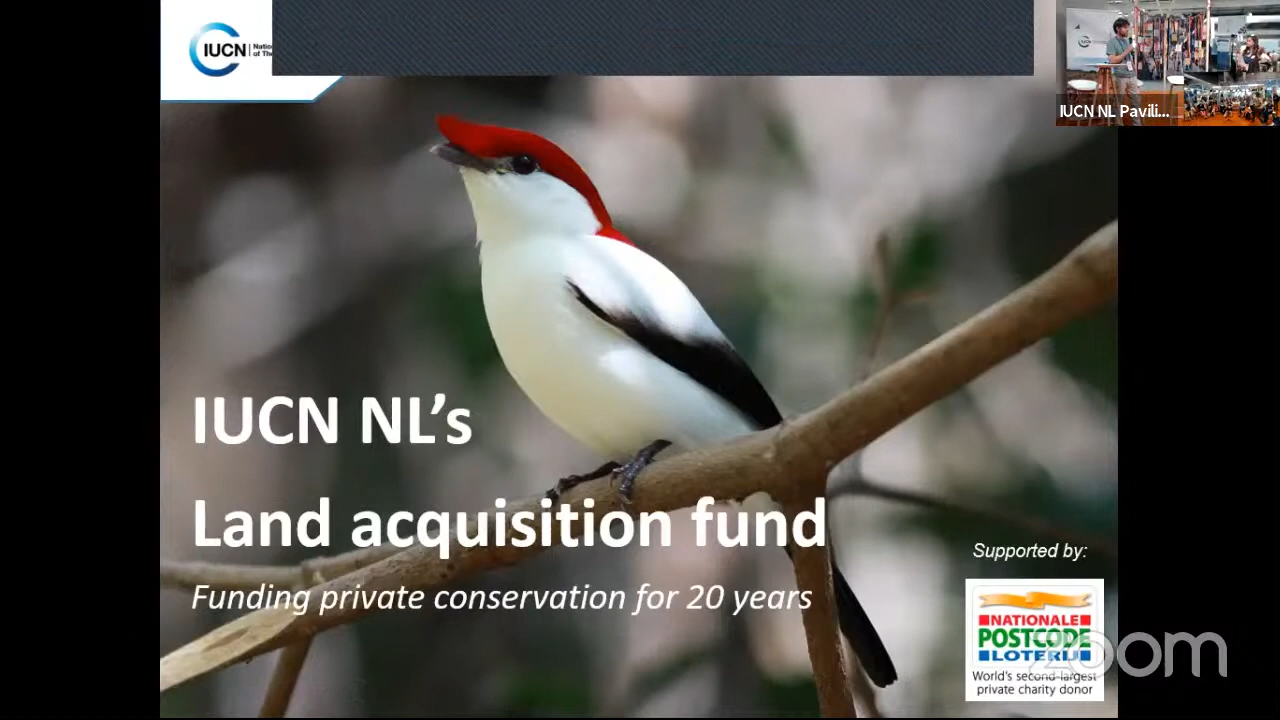 IUCN
IUCN NL Pavili...
IUCN NL's
Land acquisition fund
Funding private conservation for 20 years
Supported by:
NATIONALE
POSTCODE
LOTERIJ
World's second-largest
private charity donor
zoom